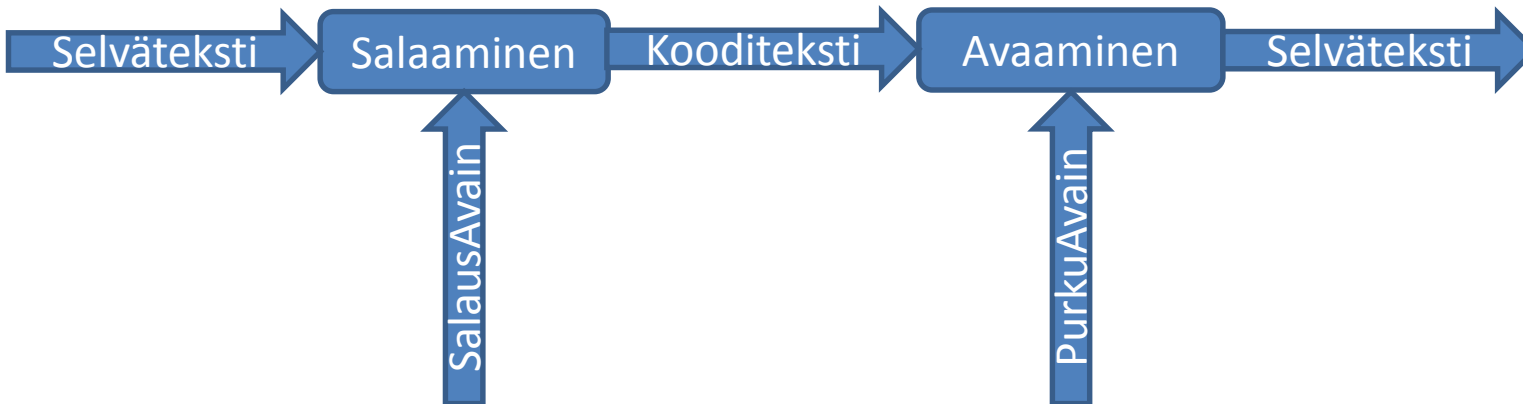 Selväteksti
Salaaminen
Kooditeksti
Avaaminen
Selväteksti
SalausAvain
PurkuAvain